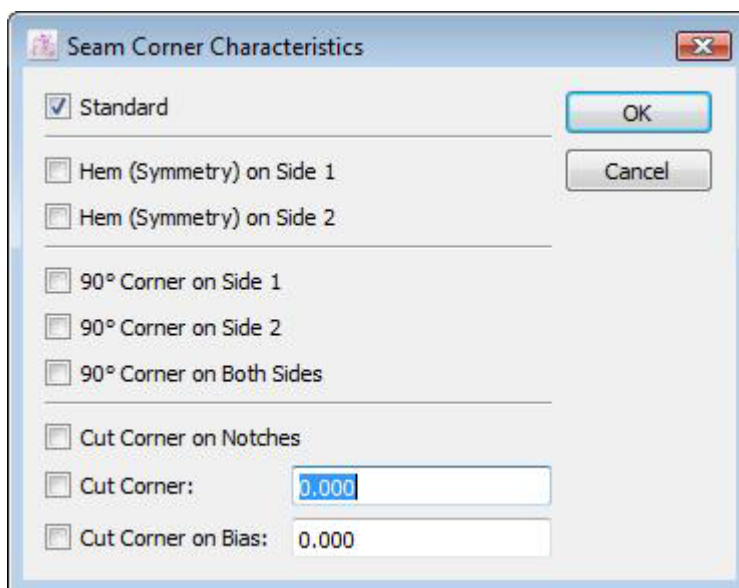 Seam Corner Characteristics
Standard
OK
Hem (Symmetry) on Side 1
Cancel
Hem (Symmetry) on Side 2
90° Corner on Side 1
90° Corner on Side 2
90° Corner on Both Sides
Cut Corner on Notches
Cut Corner: 0.000
Cut Corner on Bias: 0.000